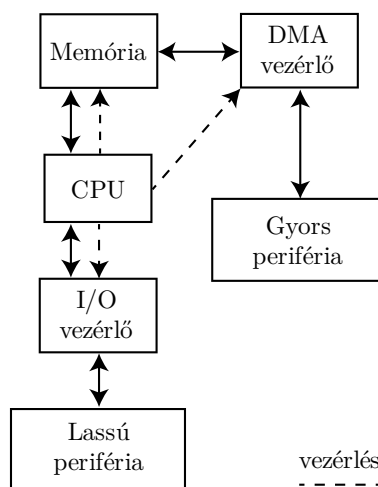 Memória
DMA
vezérlő
CPU
Gyors
periféria
I/O
vezérlő
Lassú
periféria
vezérlés